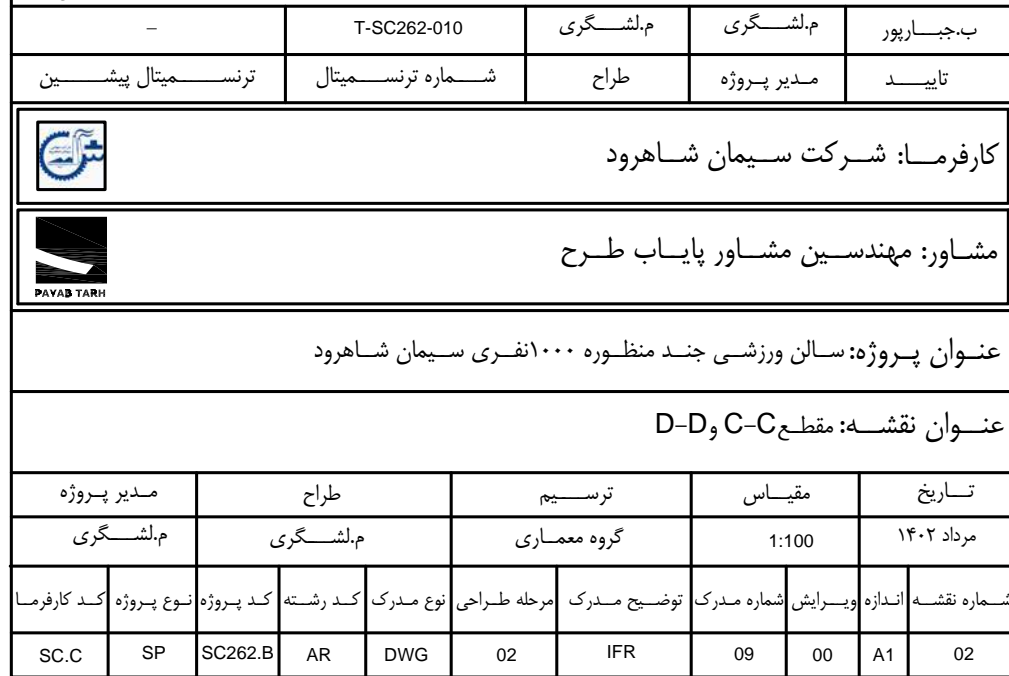 ب.جبارپور م.لشگری م.لشگری T-SC262-010 –
تایید مدیر پروژه طراح شماره ترنسمیتال ترنسمیتال پیشین
کارفرما: شرکت سیمان شاهرود
مشاور: مهندسین مشاور پایاب طرح
PAYAB TARH
عنوان پروژه: سالن ورزشی جند منظوره ۱۰۰۰نفری سیمان شاهرود
عنوان نقشه: مقطع C-C و D-D
تاریخ مقیاس ترسیم طراح مدیر پروژه
مرداد ۱۴۰۲ 1:100 گروه معماری م.لشگری م.لشگری
شماره نقشه اندازه ویرایش شماره مدرک توضیح مدرک مرحله طراحی نوع مدرک کد رشته کد پروژه نوع پروژه کد کارفرما
02 A1 00 09 IFR 02 DWG AR SC262.B SP SC.C